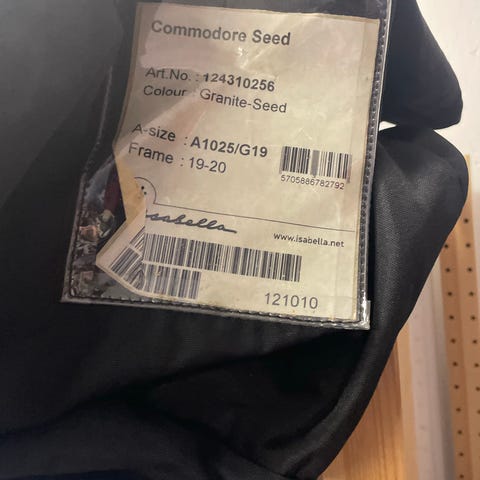 Commodore Seed
Art.No. : 124310256
Colour : Granite-Seed
A-size : A1025/G19
Frame : 19-20
5705886782792
isabella
www.isabella.net
121010